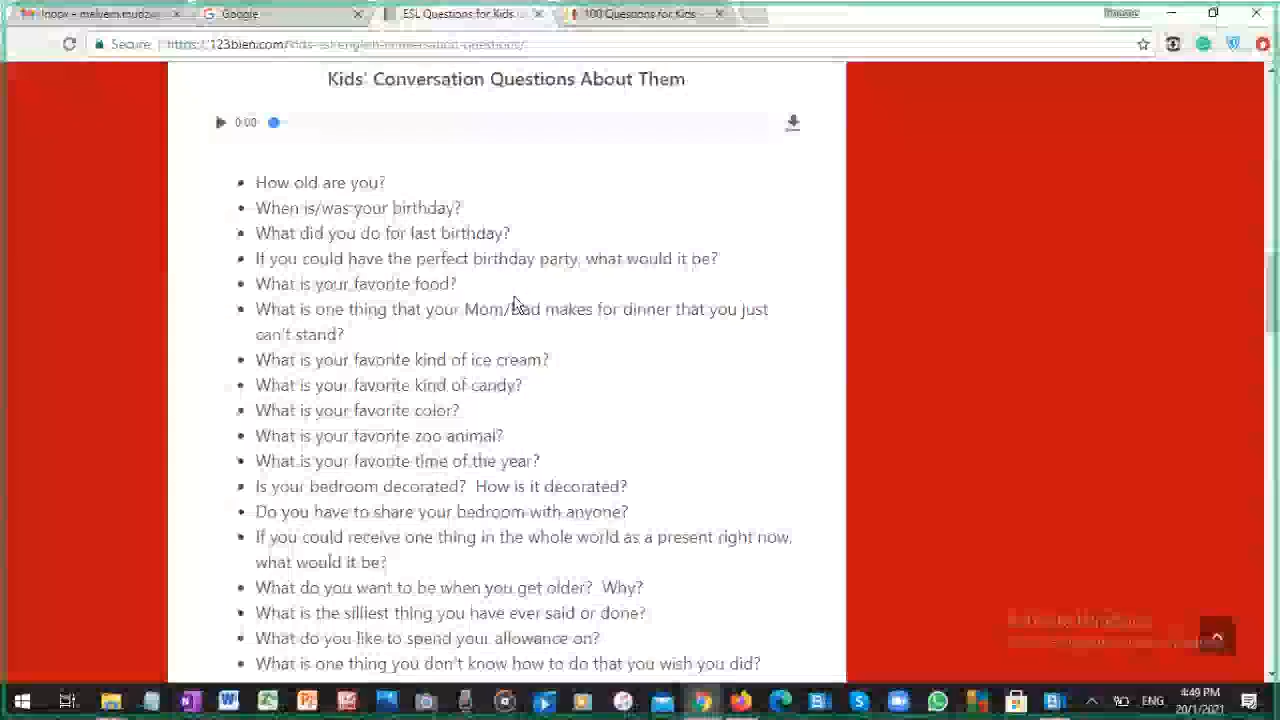 Google
ESL Questions for Kids
100 Questions for Kids
Secure
Kids' Conversation Questions About Them
0:00
How old are you?
When is/was your birthday?
What did you do for last birthday?
If you could have the perfect birthday party, what would it be?
What is your favorite food?
What is one thing that your Mom/Dad makes for dinner that you just
can't stand?
What is your favorite kind of ice cream?
What is your favorite kind of candy?
What is your favorite color?
What is your favorite zoo animal?
What is your favorite time of the year?
Is your bedroom decorated? How is it decorated?
Do you have to share your bedroom with anyone?
If you could receive one thing in the whole world as a present right now,
what would it be?
What do you want to be when you get older? Why?
What is the silliest thing you have ever said or done?
What do you like to spend your allowance on?
What is one thing you don't know how to do that you wish you did?
ENG
4:49 PM
20/1/2021